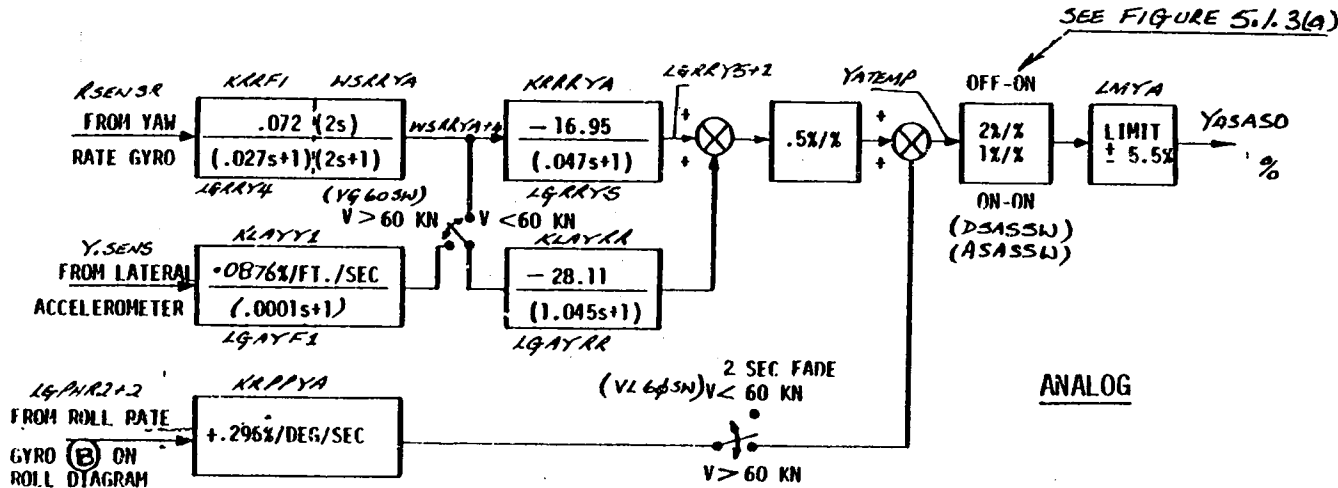 SEE FIGURE 5.1.3(a)
KRRF1 WSRRYA
KRRRYA
LGRRY5+2
YATEMP
OFF-ON
LMYA
RSENSR
FROM YAW
RATE GYRO
.072 (2s)
(.027s+1) (2s+1)
LGRRY4
WSRRYA+4
-16.95
(.047s+1)
LGRRY5
+
+
.5%/%
+
+
2%/%
1%/%
LIMIT
± 5.5%
YASASO
%
ON-ON
(DSASSW)
(ASASSW)
(VG60SW)
V > 60 KN
V < 60 KN
Y.SENS
FROM LATERAL
ACCELEROMETER
KLAYY1
.0876%/FT./SEC
(.0001s+1)
LGAYF1
KLAYRR
-28.11
(1.045s+1)
LGAYRR
LGPHR2+2
FROM ROLL RATE
GYRO (B) ON
ROLL DIAGRAM
KRPPYA
+.296%/DEG/SEC
2 SEC FADE
(VL60SW) V < 60 KN
V > 60 KN
ANALOG